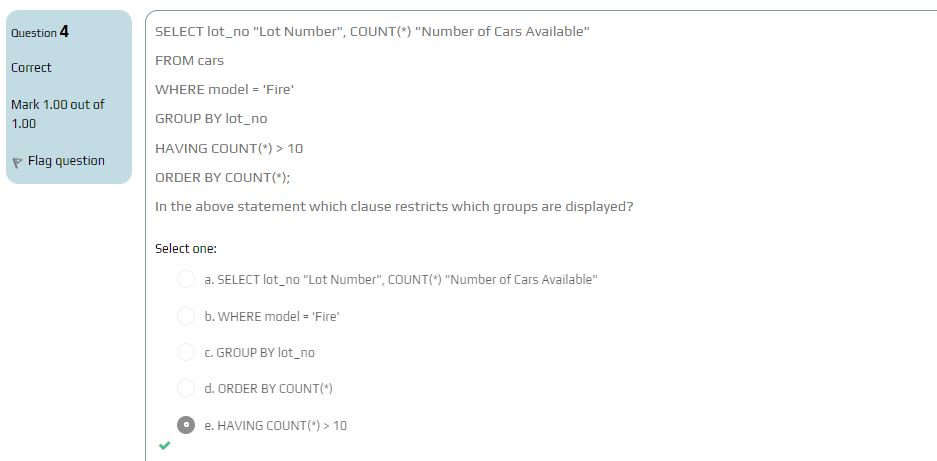 Question 4
Correct
Mark 1.00 out of
1.00
Flag question
SELECT lot_no "Lot Number", COUNT(*) "Number of Cars Available"
FROM cars
WHERE model = 'Fire'
GROUP BY lot_no
HAVING COUNT(*) > 10
ORDER BY COUNT(*);
In the above statement which clause restricts which groups are displayed?
Select one:
a. SELECT lot_no "Lot Number", COUNT(*) "Number of Cars Available"
b. WHERE model = 'Fire'
c. GROUP BY lot_no
d. ORDER BY COUNT(*)
e. HAVING COUNT(*) > 10